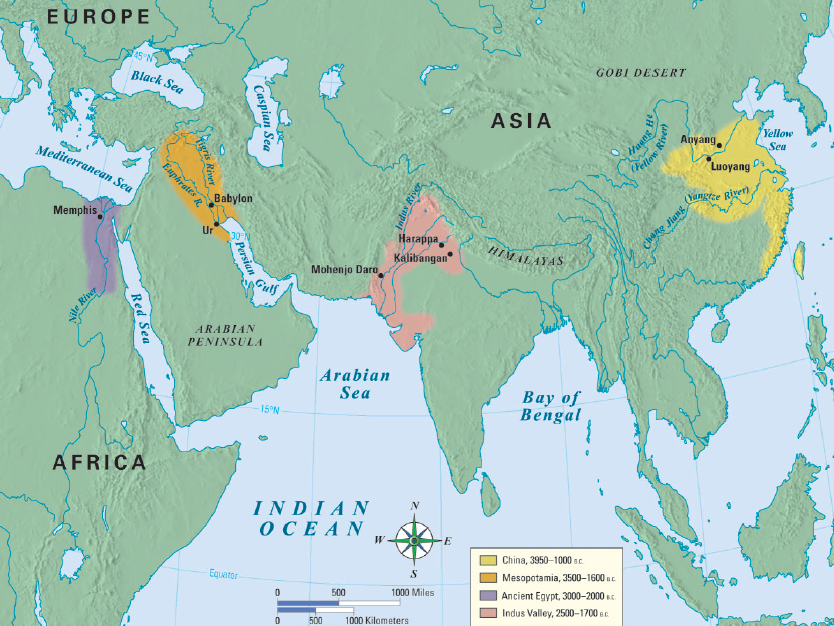 EUROPE
45°N
Black Sea
Caspian Sea
GOBI DESERT
ASIA
Mediterranean Sea
Tigris River
Euphrates R.
Babylon
Ur
30°N
Persian
Gulf
Memphis
Nile River
Red Sea
ARABIAN
PENINSULA
Indus River
Harappa
Kalibangan
Mohenjo Daro
HIMALAYAS
Huang He
(Yellow River)
Anyang
Luoyang
Yellow
Sea
Chang Jiang (Yangtze River)
Arabian
Sea
Bay of
Bengal
15°N
AFRICA
INDIAN
OCEAN
N
W
E
S
Equator
0 500 1000 Miles
0 500 1000 Kilometers
China, 3950–1000 B.C.
Mesopotamia, 3500–1600 B.C.
Ancient Egypt, 3000–2000 B.C.
Indus Valley, 2500–1700 B.C.